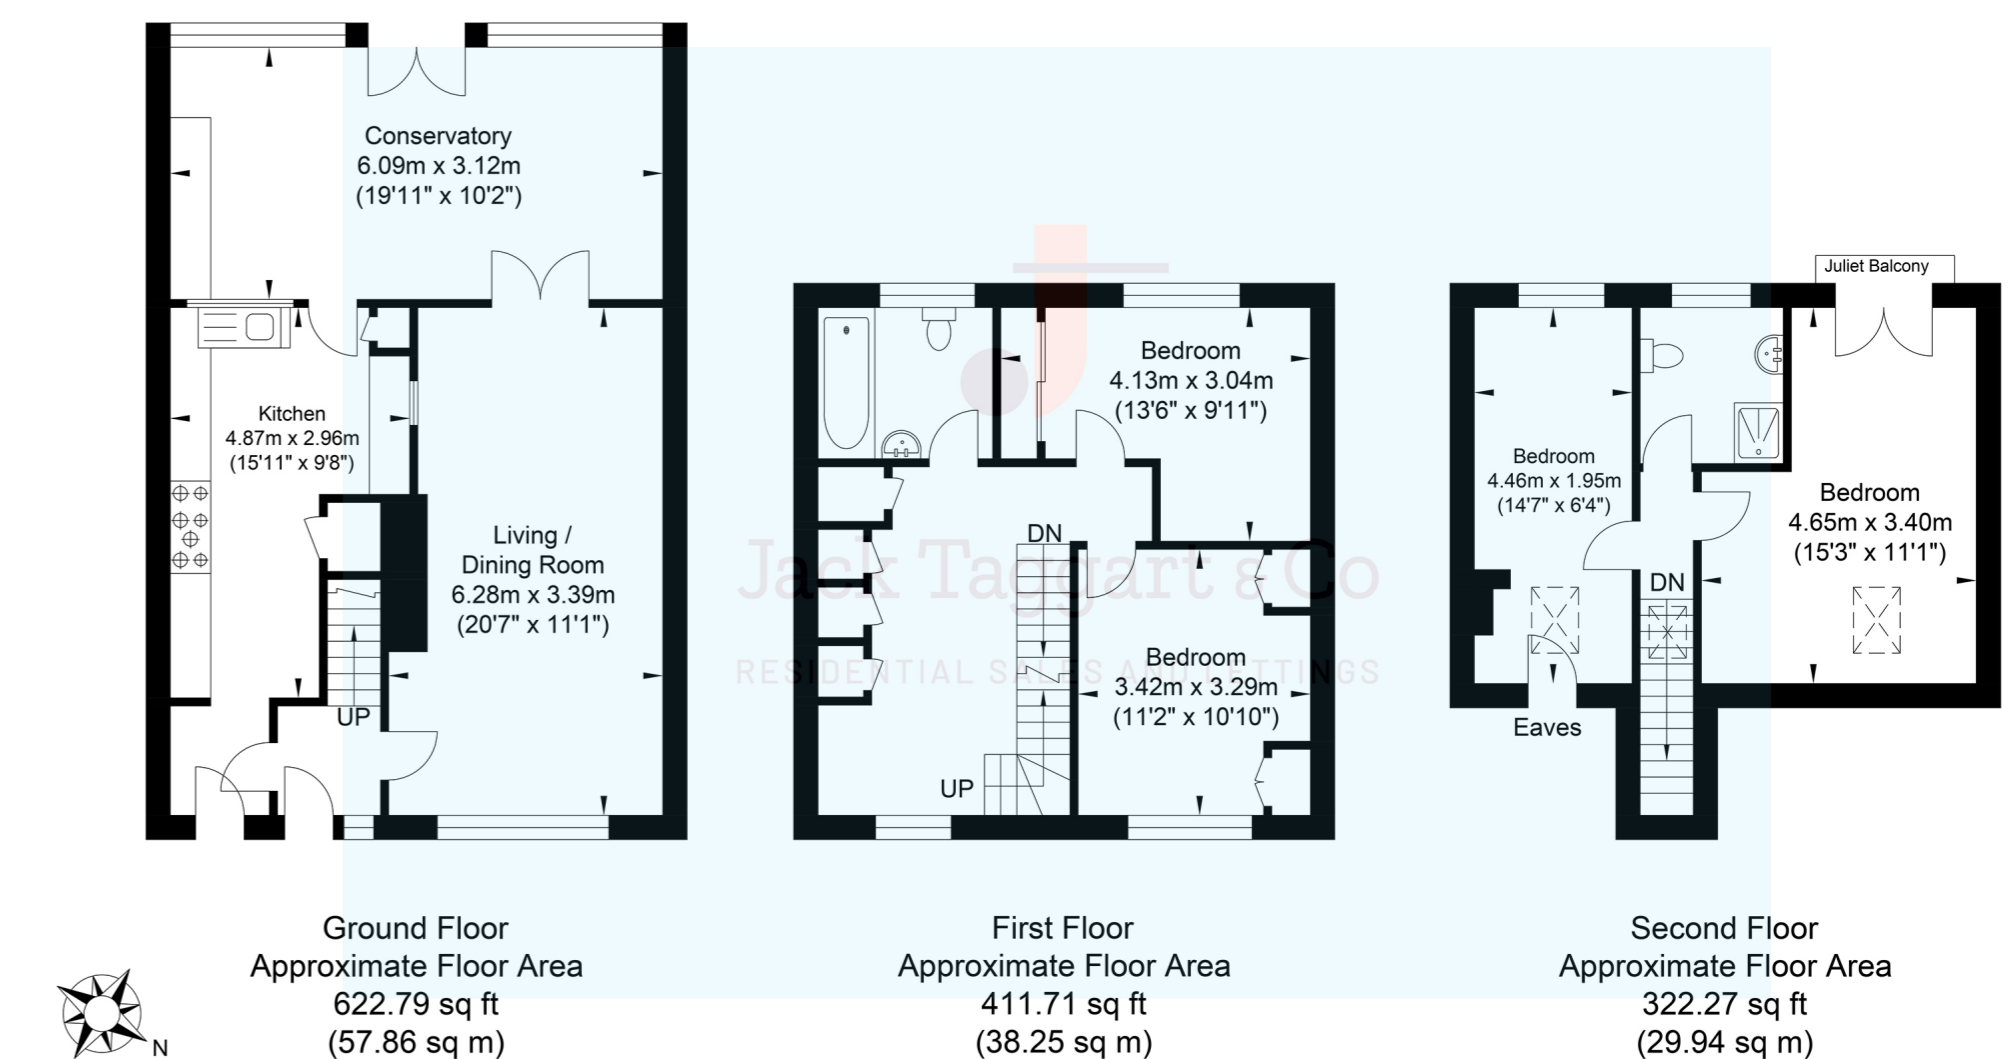 Conservatory
6.09m x 3.12m
(19'11" x 10'2")
Kitchen
4.87m x 2.96m
(15'11" x 9'8")
Living /
Dining Room
6.28m x 3.39m
(20'7" x 11'1")
UP
Ground Floor
Approximate Floor Area
622.79 sq ft
(57.86 sq m)
N
Bedroom
4.13m x 3.04m
(13'6" x 9'11")
DN
Bedroom
3.42m x 3.29m
(11'2" x 10'10")
UP
First Floor
Approximate Floor Area
411.71 sq ft
(38.25 sq m)
Jack Taggart & Co
RESIDENTIAL SALES AND LETTINGS
Juliet Balcony
Bedroom
4.46m x 1.95m
(14'7" x 6'4")
Bedroom
4.65m x 3.40m
(15'3" x 11'1")
DN
Eaves
Second Floor
Approximate Floor Area
322.27 sq ft
(29.94 sq m)